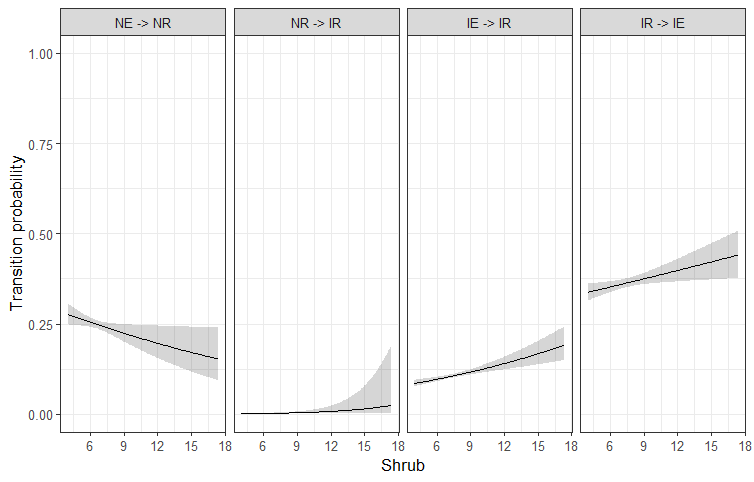 NE -> NR NR -> IR IE -> IR IR -> IE
1.00
0.75
0.50
0.25
0.00
Transition probability
6 9 12 15 18 6 9 12 15 18 6 9 12 15 18 6 9 12 15 18
Shrub